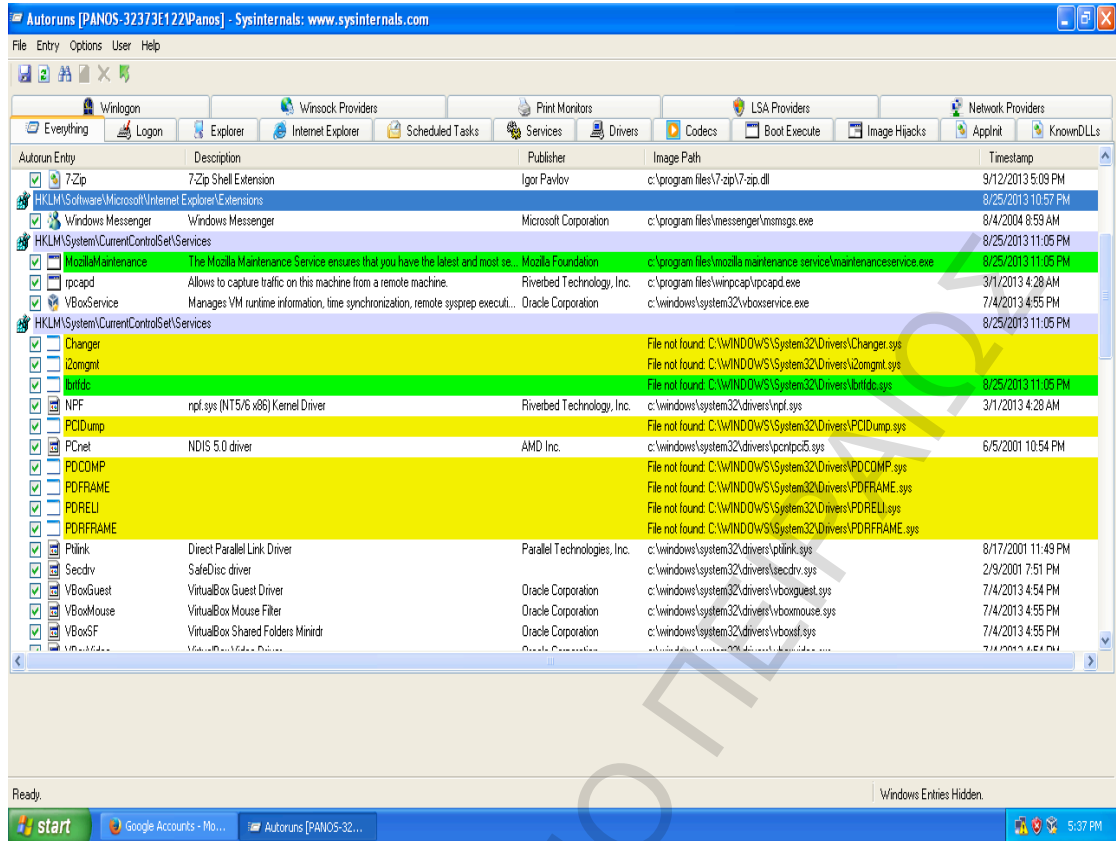 Autoruns [PANOS-32373E122\Panos] - Sysinternals: www.sysinternals.com
File Entry Options User Help
Winlogon Winsock Providers Print Monitors LSA Providers Network Providers
Everything Logon Explorer Internet Explorer Scheduled Tasks Services Drivers Codecs Boot Execute Image Hijacks AppInit KnownDLLs
Autorun Entry Description Publisher Image Path Timestamp
7-Zip 7-Zip Shell Extension Igor Pavlov c:\program files\7-zip\7-zip.dll 9/12/2013 5:09 PM
HKLM\Software\Microsoft\Internet Explorer\Extensions 8/25/2013 10:57 PM
Windows Messenger Windows Messenger Microsoft Corporation c:\program files\messenger\msmsgs.exe 8/4/2004 8:59 AM
HKLM\System\CurrentControlSet\Services 8/25/2013 11:05 PM
MozillaMaintenance The Mozilla Maintenance Service ensures that you have the latest and most se... Mozilla Foundation c:\program files\mozilla maintenance service\maintenanceservice.exe 8/25/2013 11:05 PM
rpcapd Allows to capture traffic on this machine from a remote machine. Riverbed Technology, Inc. c:\program files\winpcap\rpcapd.exe 3/1/2013 4:28 AM
VBoxService Manages VM runtime information, time synchronization, remote sysprep executi... Oracle Corporation c:\windows\system32\vboxservice.exe 7/4/2013 4:55 PM
HKLM\System\CurrentControlSet\Services 8/25/2013 11:05 PM
Changer File not found: C:\WINDOWS\System32\Drivers\Changer.sys
i2omgmt File not found: C:\WINDOWS\System32\Drivers\i2omgmt.sys
lbrtfdc File not found: C:\WINDOWS\System32\Drivers\lbrtfdc.sys 8/25/2013 11:05 PM
NPF npf.sys (NT5/6 x86) Kernel Driver Riverbed Technology, Inc. c:\windows\system32\drivers\npf.sys 3/1/2013 4:28 AM
PCIDump File not found: C:\WINDOWS\System32\Drivers\PCIDump.sys
PCnet NDIS 5.0 driver AMD Inc. c:\windows\system32\drivers\pcntpci5.sys 6/5/2001 10:54 PM
PDCOMP File not found: C:\WINDOWS\System32\Drivers\PDCOMP.sys
PDFRAME File not found: C:\WINDOWS\System32\Drivers\PDFRAME.sys
PDRELI File not found: C:\WINDOWS\System32\Drivers\PDRELI.sys
PDRFRAME File not found: C:\WINDOWS\System32\Drivers\PDRFRAME.sys
Ptilink Direct Parallel Link Driver Parallel Technologies, Inc. c:\windows\system32\drivers\ptilink.sys 8/17/2001 11:49 PM
Secdrv SafeDisc driver c:\windows\system32\drivers\secdrv.sys 2/9/2001 7:51 PM
VBoxGuest VirtualBox Guest Driver Oracle Corporation c:\windows\system32\drivers\vboxguest.sys 7/4/2013 4:54 PM
VBoxMouse VirtualBox Mouse Filter Oracle Corporation c:\windows\system32\drivers\vboxmouse.sys 7/4/2013 4:55 PM
VBoxSF VirtualBox Shared Folders Minirdr Oracle Corporation c:\windows\system32\drivers\vboxsf.sys 7/4/2013 4:55 PM
VBoxVideo VirtualBox Video Driver Oracle Corporation c:\windows\system32\drivers\vboxvideo.sys 7/4/2013 4:54 PM
Ready. Windows Entries Hidden.
start Google Accounts - Mo... Autoruns [PANOS-32... 5:37 PM
Ο ΠΕΙΡΑΙΩΣ